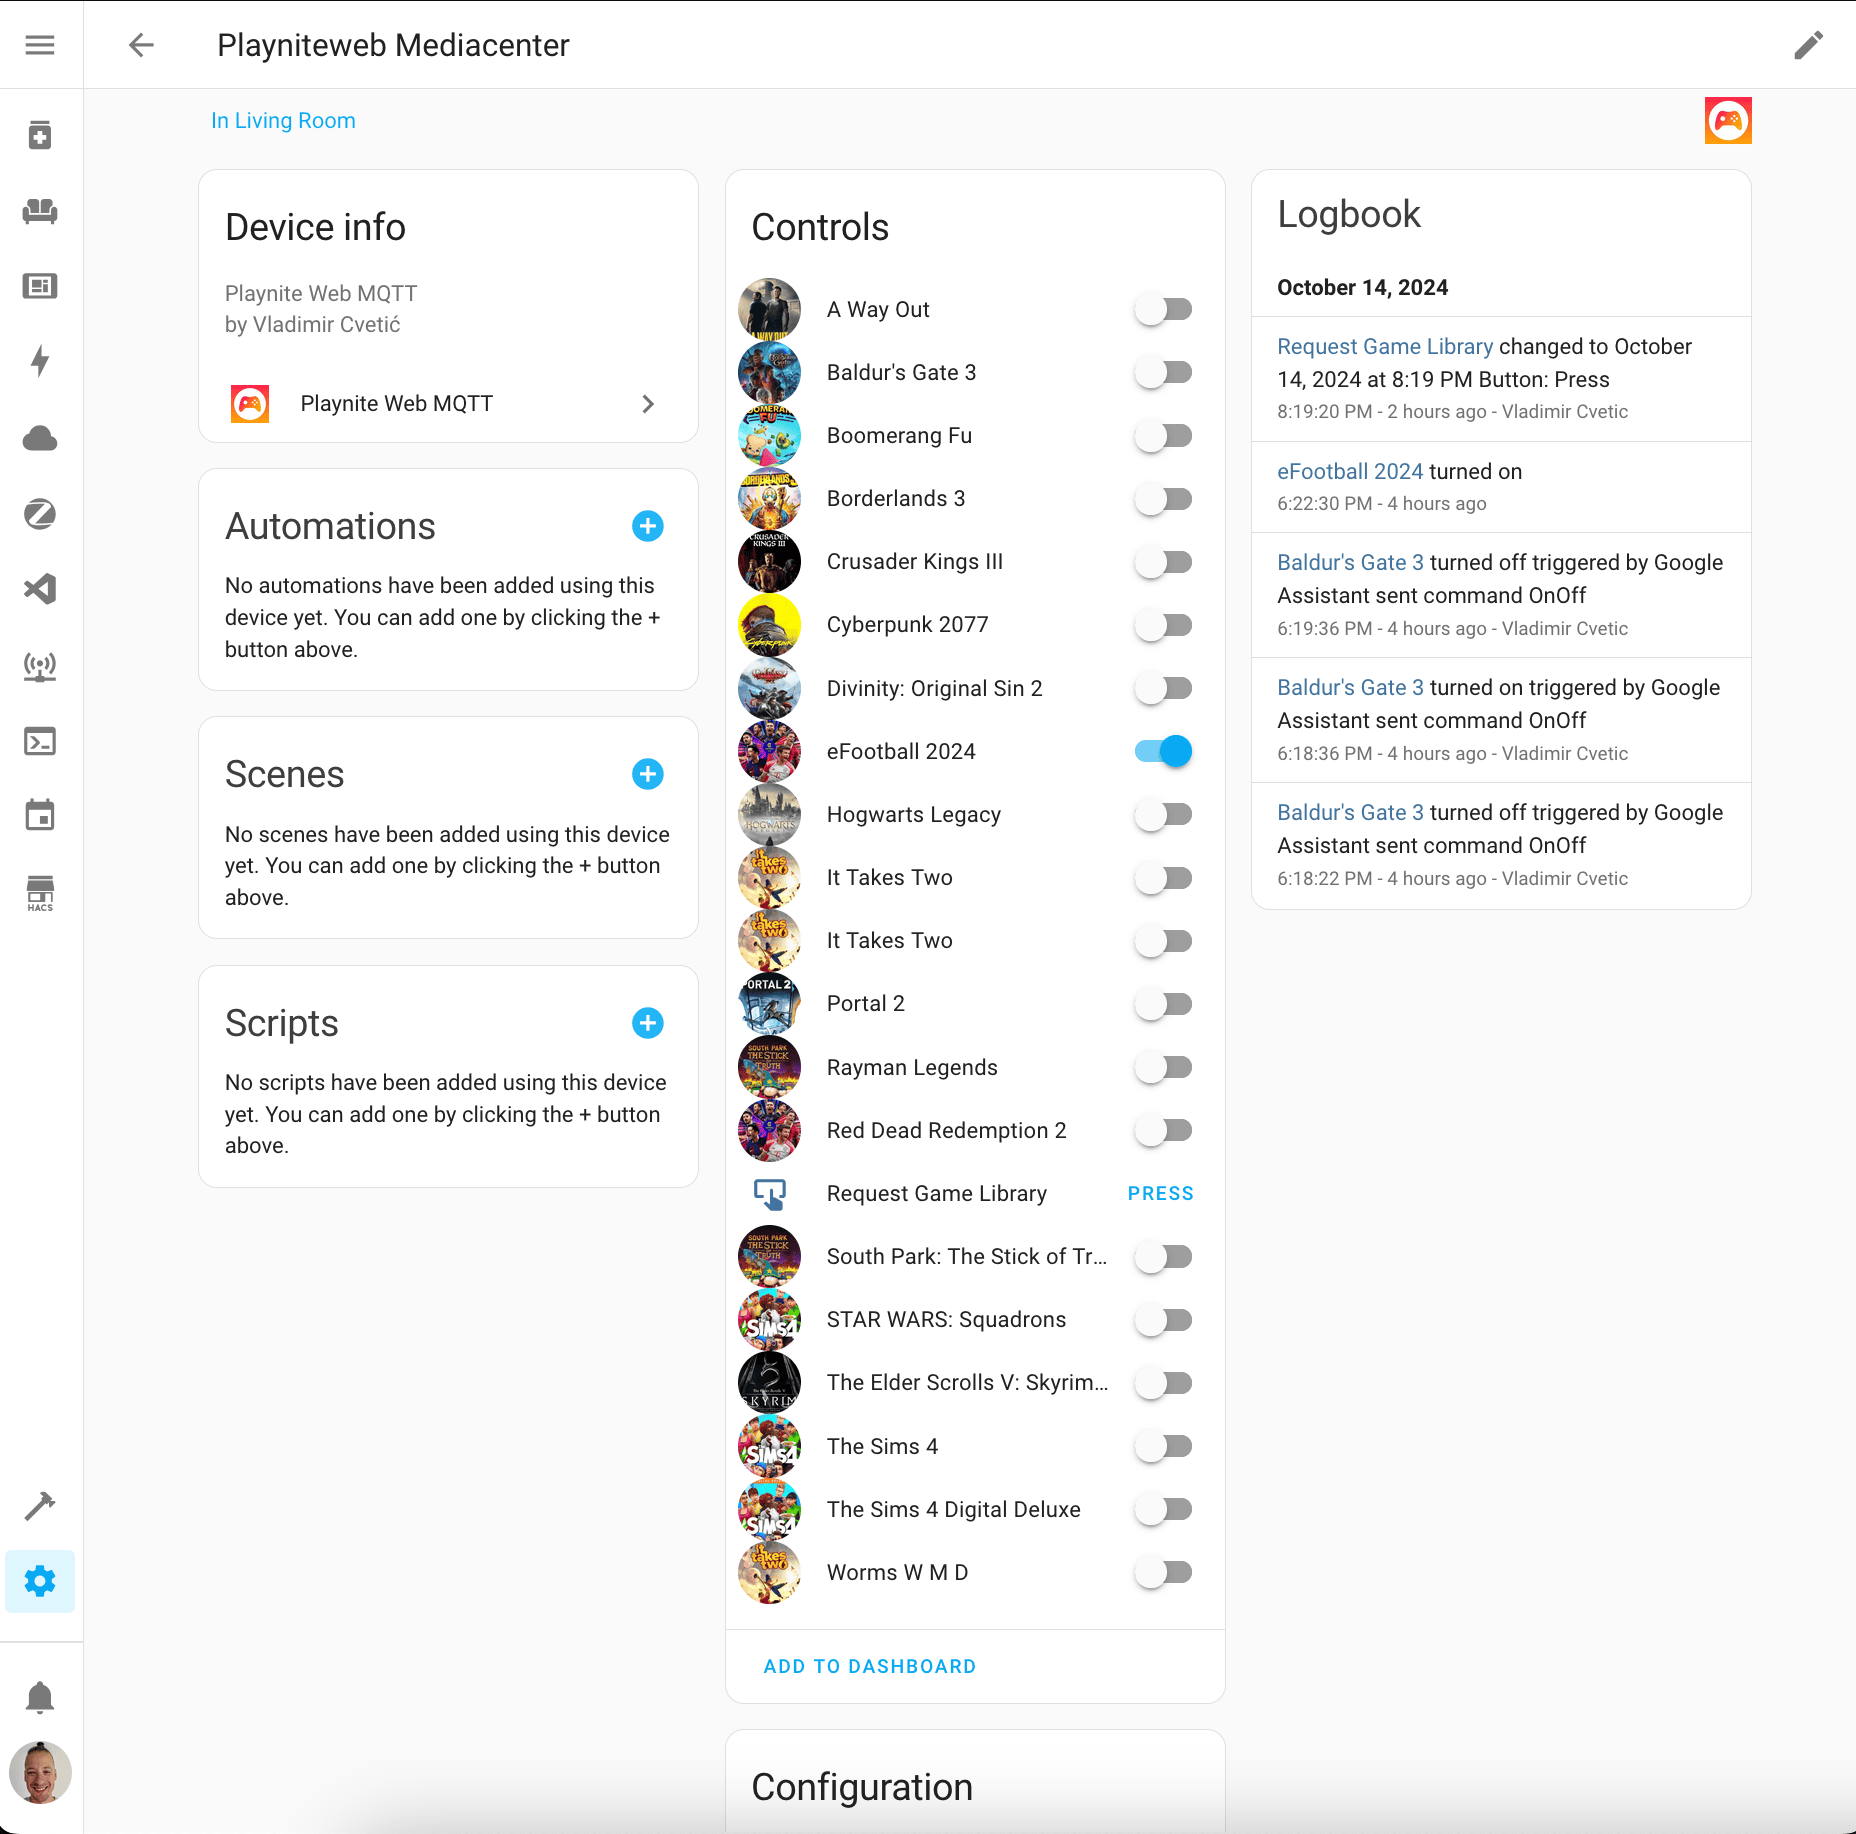 Playniteweb Mediacenter
In Living Room
Device info
Playnite Web MQTT
by Vladimir Cvetić
Playnite Web MQTT
Automations
No automations have been added using this
device yet. You can add one by clicking the +
button above.
Scenes
No scenes have been added using this device
yet. You can add one by clicking the + button
above.
Scripts
No scripts have been added using this device
yet. You can add one by clicking the + button
above.
HACS
Controls
A Way Out
Baldur's Gate 3
Boomerang Fu
Borderlands 3
Crusader Kings III
Cyberpunk 2077
Divinity: Original Sin 2
eFootball 2024
Hogwarts Legacy
It Takes Two
It Takes Two
Portal 2
Rayman Legends
Red Dead Redemption 2
Request Game Library PRESS
South Park: The Stick of Tr...
STAR WARS: Squadrons
The Elder Scrolls V: Skyrim...
The Sims 4
The Sims 4 Digital Deluxe
Worms W M D
ADD TO DASHBOARD
Configuration
Logbook
October 14, 2024
Request Game Library changed to October
14, 2024 at 8:19 PM Button: Press
8:19:20 PM - 2 hours ago - Vladimir Cvetic
eFootball 2024 turned on
6:22:30 PM - 4 hours ago
Baldur's Gate 3 turned off triggered by Google
Assistant sent command OnOff
6:19:36 PM - 4 hours ago - Vladimir Cvetic
Baldur's Gate 3 turned on triggered by Google
Assistant sent command OnOff
6:18:36 PM - 4 hours ago - Vladimir Cvetic
Baldur's Gate 3 turned off triggered by Google
Assistant sent command OnOff
6:18:22 PM - 4 hours ago - Vladimir Cvetic